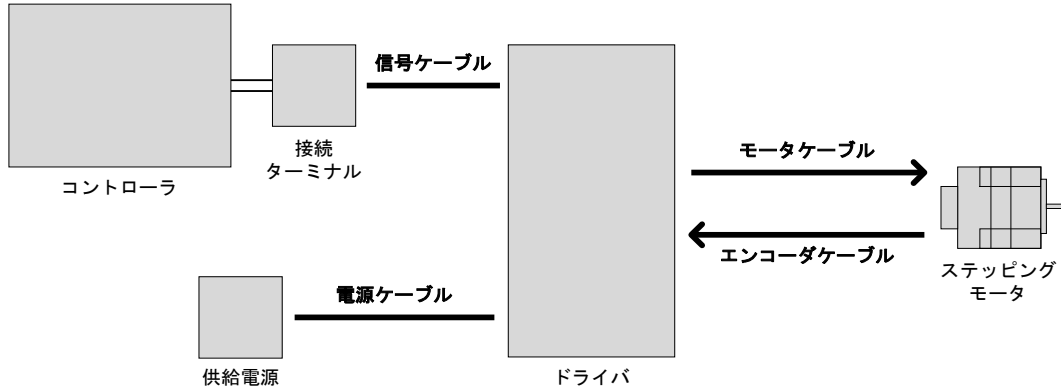 信号ケーブル
接続
ターミナル
コントローラ
モータケーブル
エンコーダケーブル
ステッピング
モータ
電源ケーブル
供給電源
ドライバ